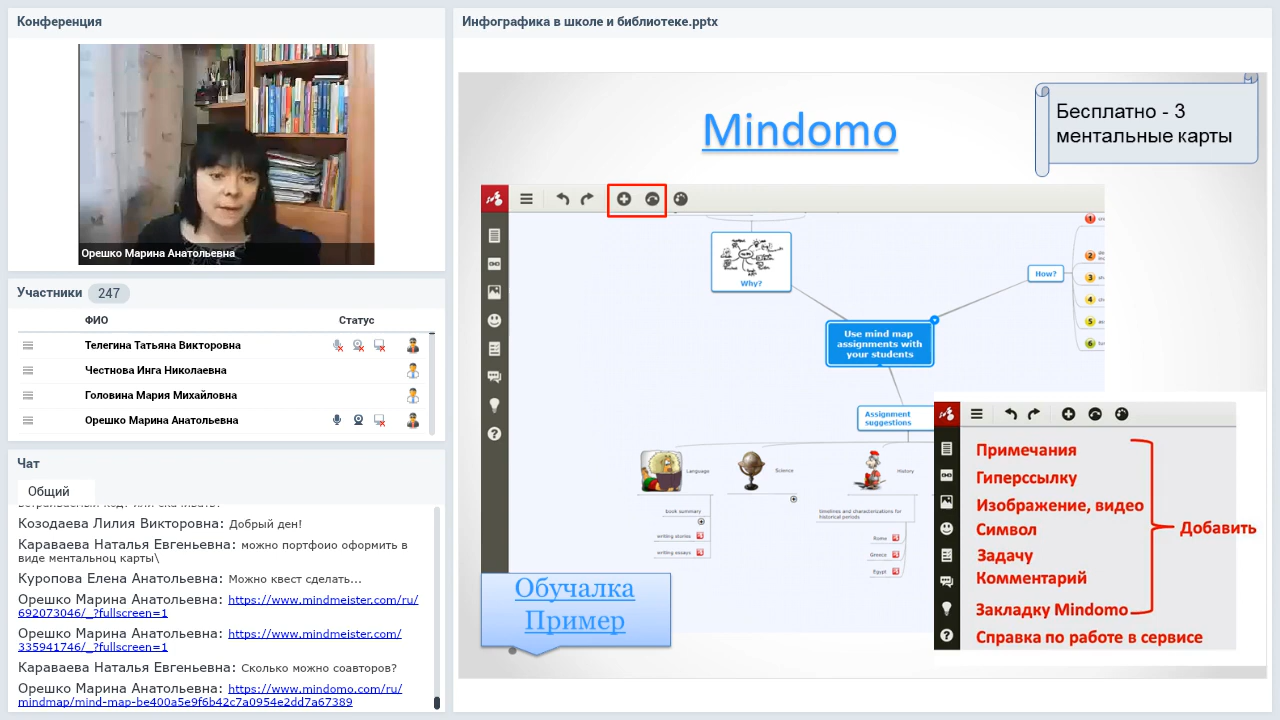 Конференция
Орешко Марина Анатольевна
Участники 247
ФИО Статус
Телегина Татьяна Викторовна
Честнова Инга Николаевна
Головина Мария Михайловна
Орешко Марина Анатольевна
Чат
Общий
Козодаева Лилия Викторовна: Добрый день!
Караваева Наталья Евгеньевна: можно портфоио оформить в
виде ментальноц карты\
Куропова Елена Анатольевна: Можно квест сделать...
Орешко Марина Анатольевна: https://www.mindmeister.com/ru/
692073046/_?fullscreen=1
Орешко Марина Анатольевна: https://www.mindmeister.com/
335941746/_?fullscreen=1
Караваева Наталья Евгеньевна: Сколько можно соавторов?
Орешко Марина Анатольевна: https://www.mindomo.com/ru/
mindmap/mind-map-be400a5e9f6b42c7a0954e2dd7a67389
Инфографика в школе и библиотеке.pptx
Mindomo
Бесплатно - 3
ментальные карты
Why?
How?
1
2
3
4
5
6
Use mind map
assignments with
your students
Assignment
suggestions
Language
Science
History
book summary
writing stories
writing essays
timelines and characterizations for
historical periods
Rome
Greece
Egypt
Обучалка
Пример
Примечания
Гиперссылку
Изображение, видео
Символ
Задачу
Комментарий
Закладку Mindomo
Добавить
Справка по работе в сервисе